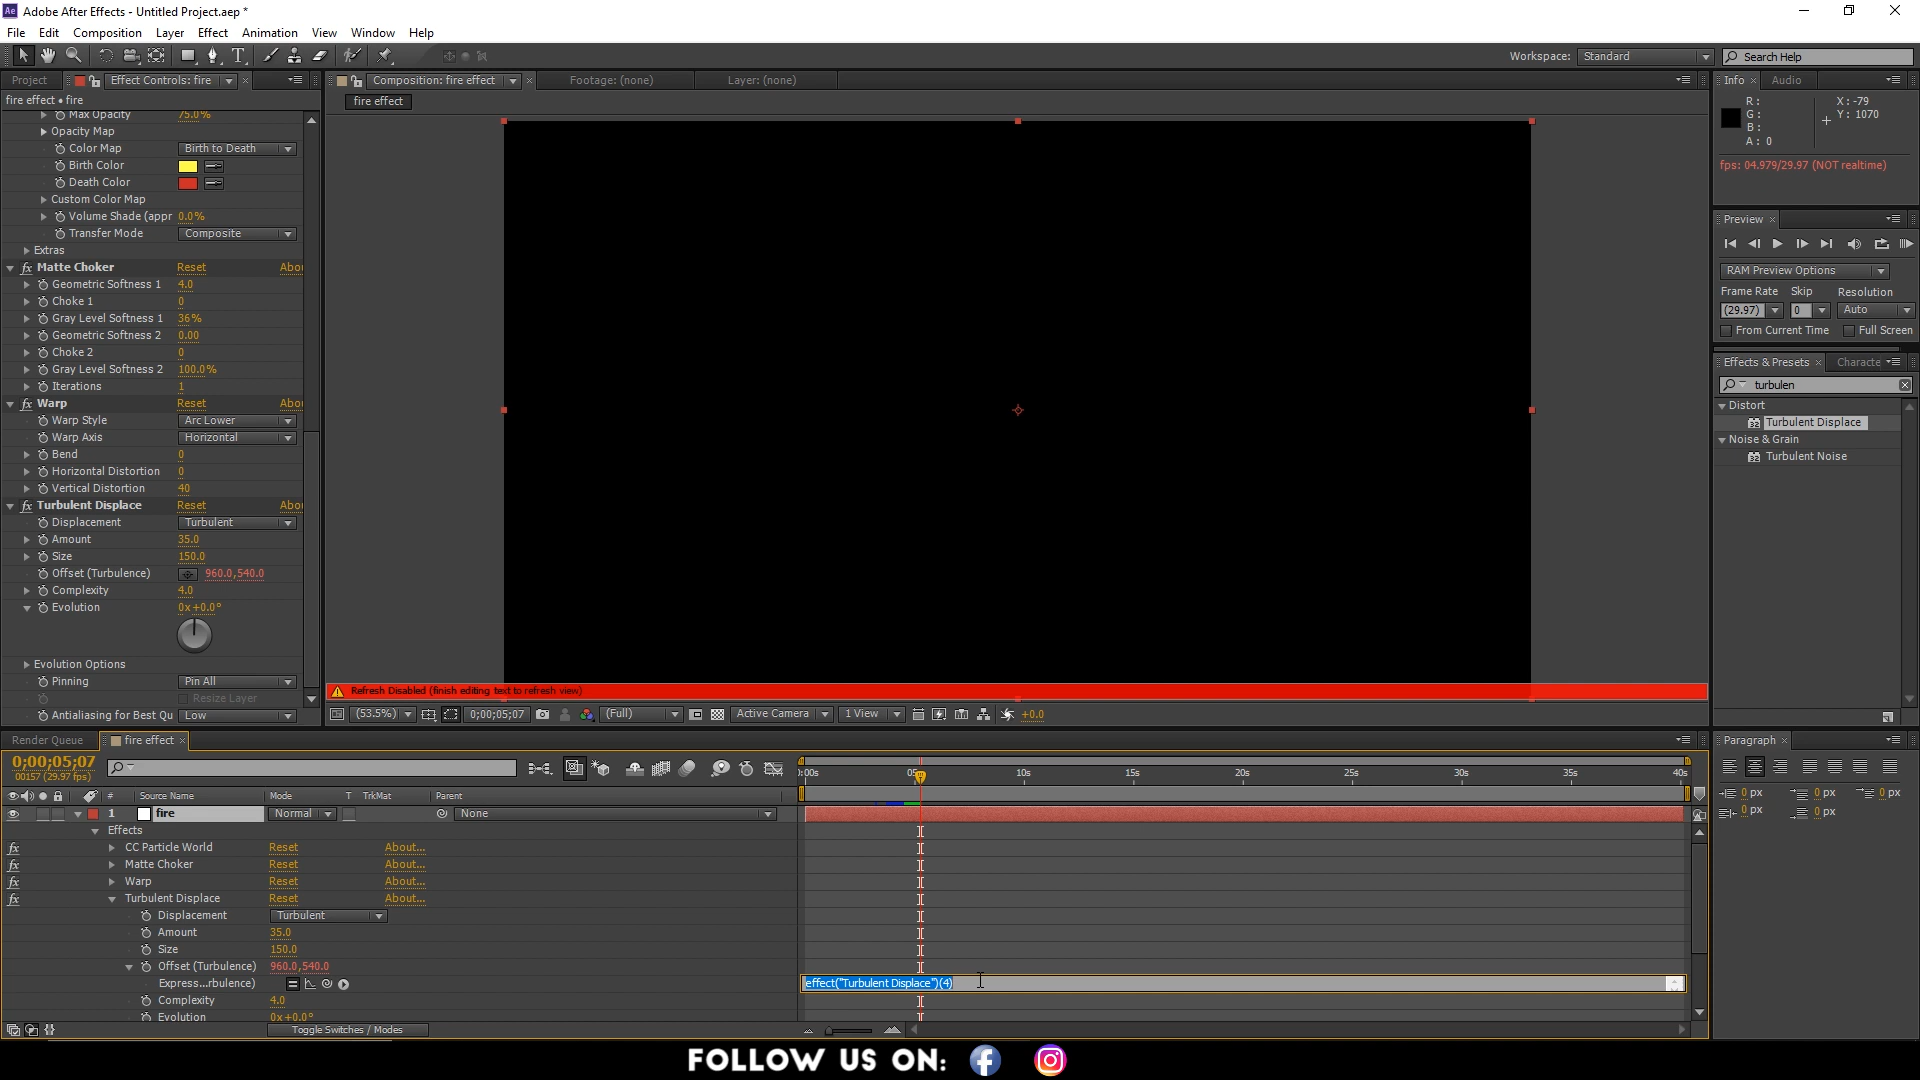 Ae Adobe After Effects - Untitled Project.aep *
File Edit Composition Layer Effect Animation View Window Help
Workspace: Standard Search Help
Project Effect Controls: fire
fire effect • fire
Max Opacity 75.0%
Opacity Map
Color Map Birth to Death
Birth Color
Death Color
Custom Color Map
Volume Shade (appr 0.0%
Transfer Mode Composite
Extras
fx Matte Choker Reset Abou
Geometric Softness 1 4.0
Choke 1 0
Gray Level Softness 1 36%
Geometric Softness 2 0.00
Choke 2 0
Gray Level Softness 2 100.0%
Iterations 1
fx Warp Reset Abou
Warp Style Arc Lower
Warp Axis Horizontal
Bend 0
Horizontal Distortion 0
Vertical Distortion 40
fx Turbulent Displace Reset Abou
Displacement Turbulent
Amount 35.0
Size 150.0
Offset (Turbulence) 960.0,540.0
Complexity 4.0
Evolution 0x+0.0°
Evolution Options
Pinning Pin All
Resize Layer
Antialiasing for Best Qu Low
Composition: fire effect Footage: (none) Layer: (none)
fire effect
Refresh Disabled (finish editing text to refresh view)
(53.5%) 0;00;05;07 (Full) Active Camera 1 View +0.0
Info Audio
R: X: -79
G: Y: 1070
B:
A: 0
fps: 04.979/29.97 (NOT realtime)
Preview
RAM Preview Options
Frame Rate Skip Resolution
(29.97) 0 Auto
From Current Time Full Screen
Effects & Presets Characte
turbulen
Distort
32 Turbulent Displace
Noise & Grain
32 Turbulent Noise
Paragraph
0 px 0 px 0 px
0 px 0 px
Render Queue fire effect
0;00;05;07
00157 (29.97 fps)
# Source Name Mode T TrkMat Parent
1 fire Normal None
Effects
fx CC Particle World Reset About...
fx Matte Choker Reset About...
fx Warp Reset About...
fx Turbulent Displace Reset About...
Displacement Turbulent
Amount 35.0
Size 150.0
Offset (Turbulence) 960.0,540.0
Express...rbulence)
Complexity 4.0
Evolution 0x+0.0°
Toggle Switches / Modes
:00s 05s 10s 15s 20s 25s 30s 35s 40s
effect("Turbulent Displace")(4)
FOLLOW US ON: